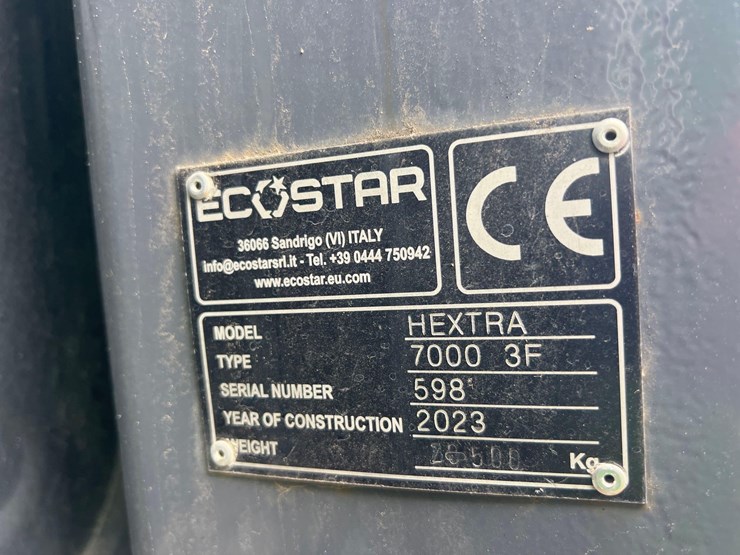 ECOSTAR
36066 Sandrigo (VI) ITALY
info@ecostarsrl.it - Tel. +39 0444 750942
www.ecostar.eu.com
CE
MODEL HEXTRA
TYPE 7000 3F
SERIAL NUMBER 598
YEAR OF CONSTRUCTION 2023
WEIGHT Kg